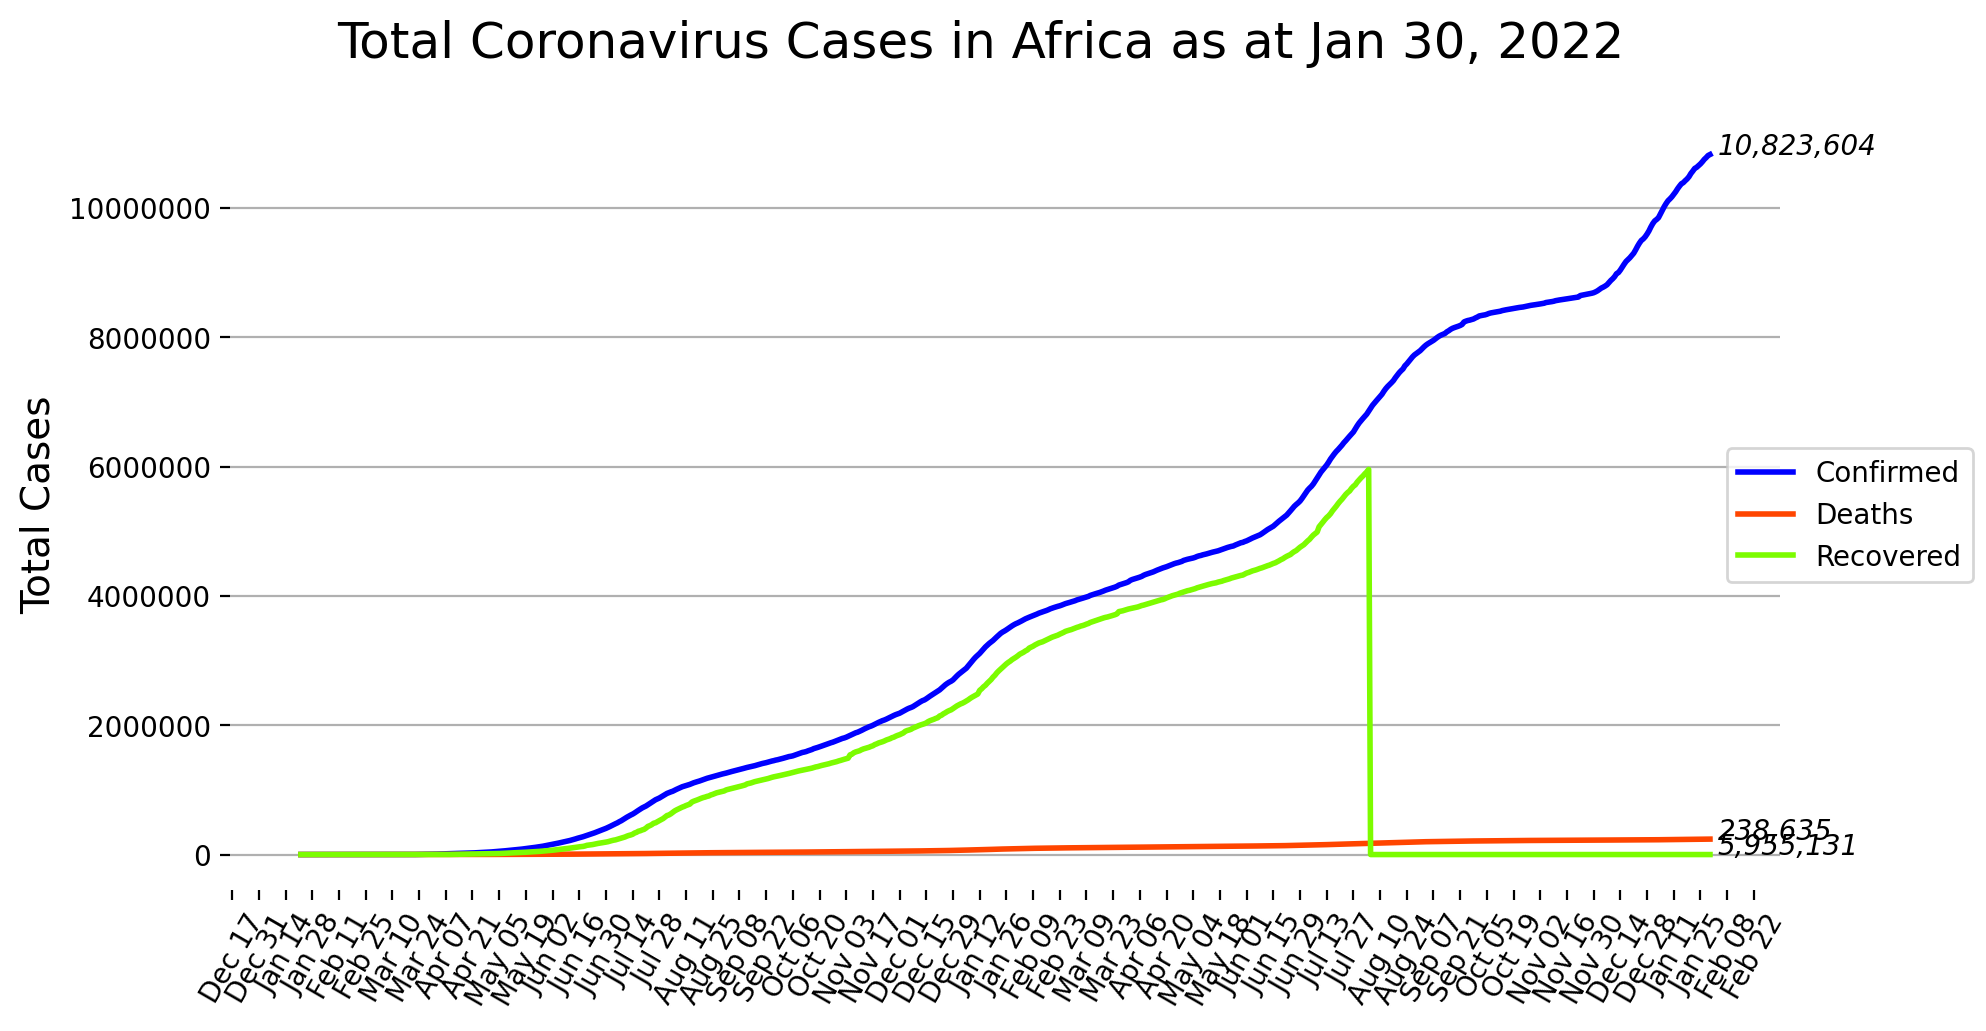 Total Coronavirus Cases in Africa as at Jan 30, 2022
10,823,604
10000000
8000000
6000000
4000000
2000000
0
Total Cases
Confirmed
Deaths
Recovered
238,635
5,955,131
Dec 17
Dec 31
Jan 14
Jan 28
Feb 11
Feb 25
Mar 10
Mar 24
Apr 07
Apr 21
May 05
May 19
Jun 02
Jun 16
Jun 30
Jul 14
Jul 28
Aug 11
Aug 25
Sep 08
Sep 22
Oct 06
Oct 20
Nov 03
Nov 17
Dec 01
Dec 15
Dec 29
Jan 12
Jan 26
Feb 09
Feb 23
Mar 09
Mar 23
Apr 06
Apr 20
May 04
May 18
Jun 01
Jun 15
Jun 29
Jul 13
Jul 27
Aug 10
Aug 24
Sep 07
Sep 21
Oct 05
Oct 19
Nov 02
Nov 16
Nov 30
Dec 14
Dec 28
Jan 11
Jan 25
Feb 08
Feb 22